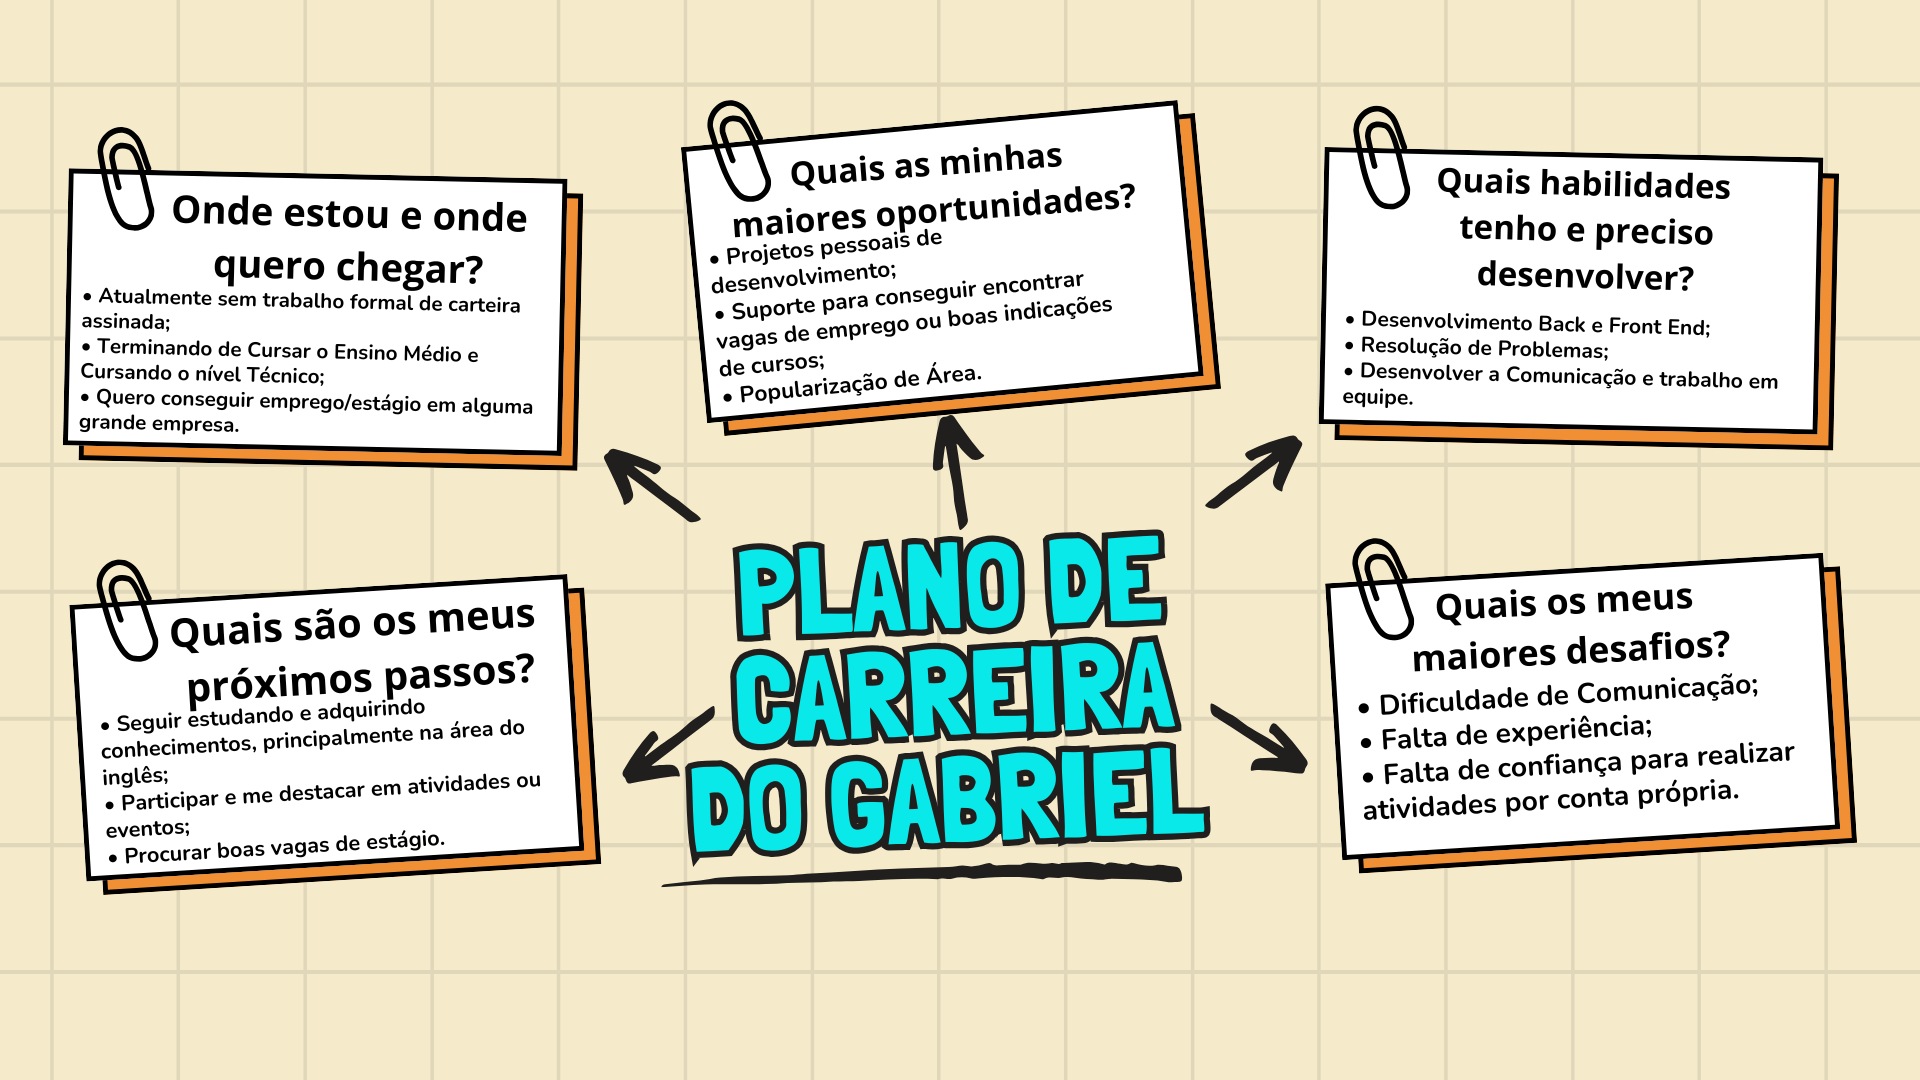 Onde estou e onde
quero chegar?
• Atualmente sem trabalho formal de carteira
assinada;
• Terminando de Cursar o Ensino Médio e
Cursando o nível Técnico;
• Quero conseguir emprego/estágio em alguma
grande empresa.
Quais as minhas
maiores oportunidades?
• Projetos pessoais de
desenvolvimento;
• Suporte para conseguir encontrar
vagas de emprego ou boas indicações
de cursos;
• Popularização de Área.
Quais habilidades
tenho e preciso
desenvolver?
• Desenvolvimento Back e Front End;
• Resolução de Problemas;
• Desenvolver a Comunicação e trabalho em
equipe.
PLANO DE
CARREIRA
DO GABRIEL
Quais são os meus
próximos passos?
• Seguir estudando e adquirindo
conhecimentos, principalmente na área do
inglês;
• Participar e me destacar em atividades ou
eventos;
• Procurar boas vagas de estágio.
Quais os meus
maiores desafios?
• Dificuldade de Comunicação;
• Falta de experiência;
• Falta de confiança para realizar
atividades por conta própria.